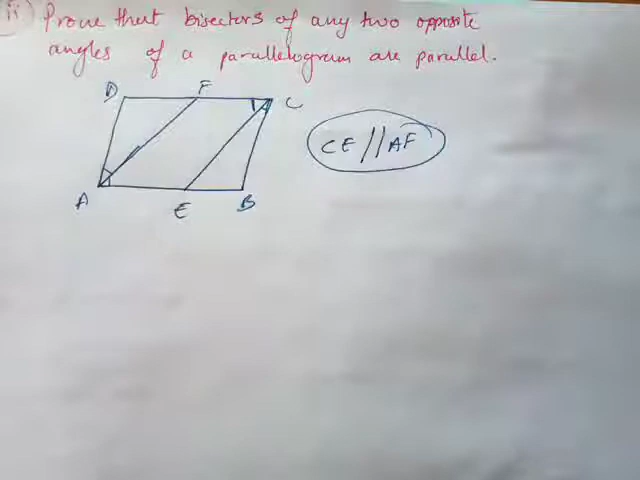 ii) Prove that bisectors of any two opposite
angles of a parallelogram are parallel.
D F C
CE//AF
A E B